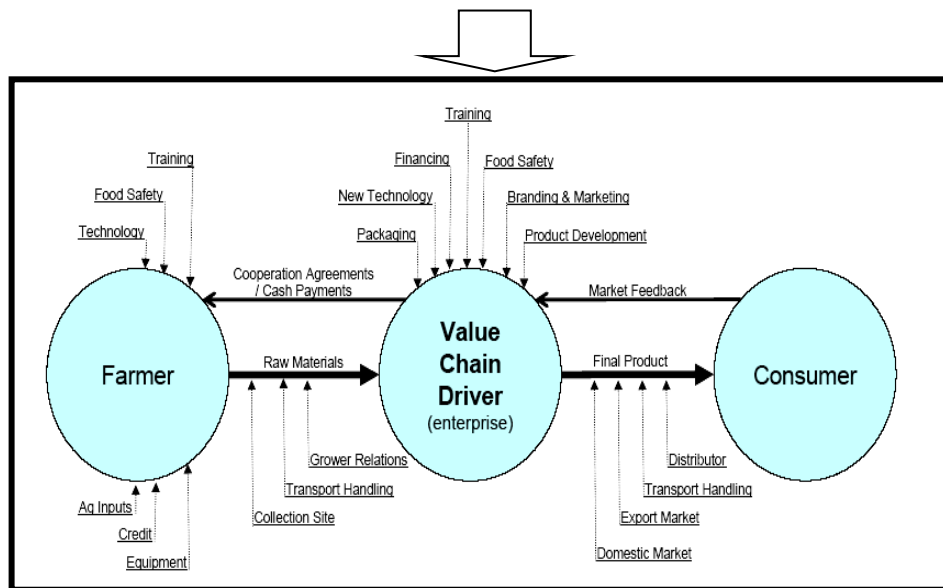 Training
Training
Financing
Food Safety
Food Safety
New Technology
Branding & Marketing
Technology
Packaging
Product Development
Cooperation Agreements
/ Cash Payments
Market Feedback
Farmer
Raw Materials
Value
Chain
Driver
(enterprise)
Final Product
Consumer
Grower Relations
Transport Handling
Collection Site
Distributor
Transport Handling
Export Market
Domestic Market
Ag Inputs
Credit
Equipment